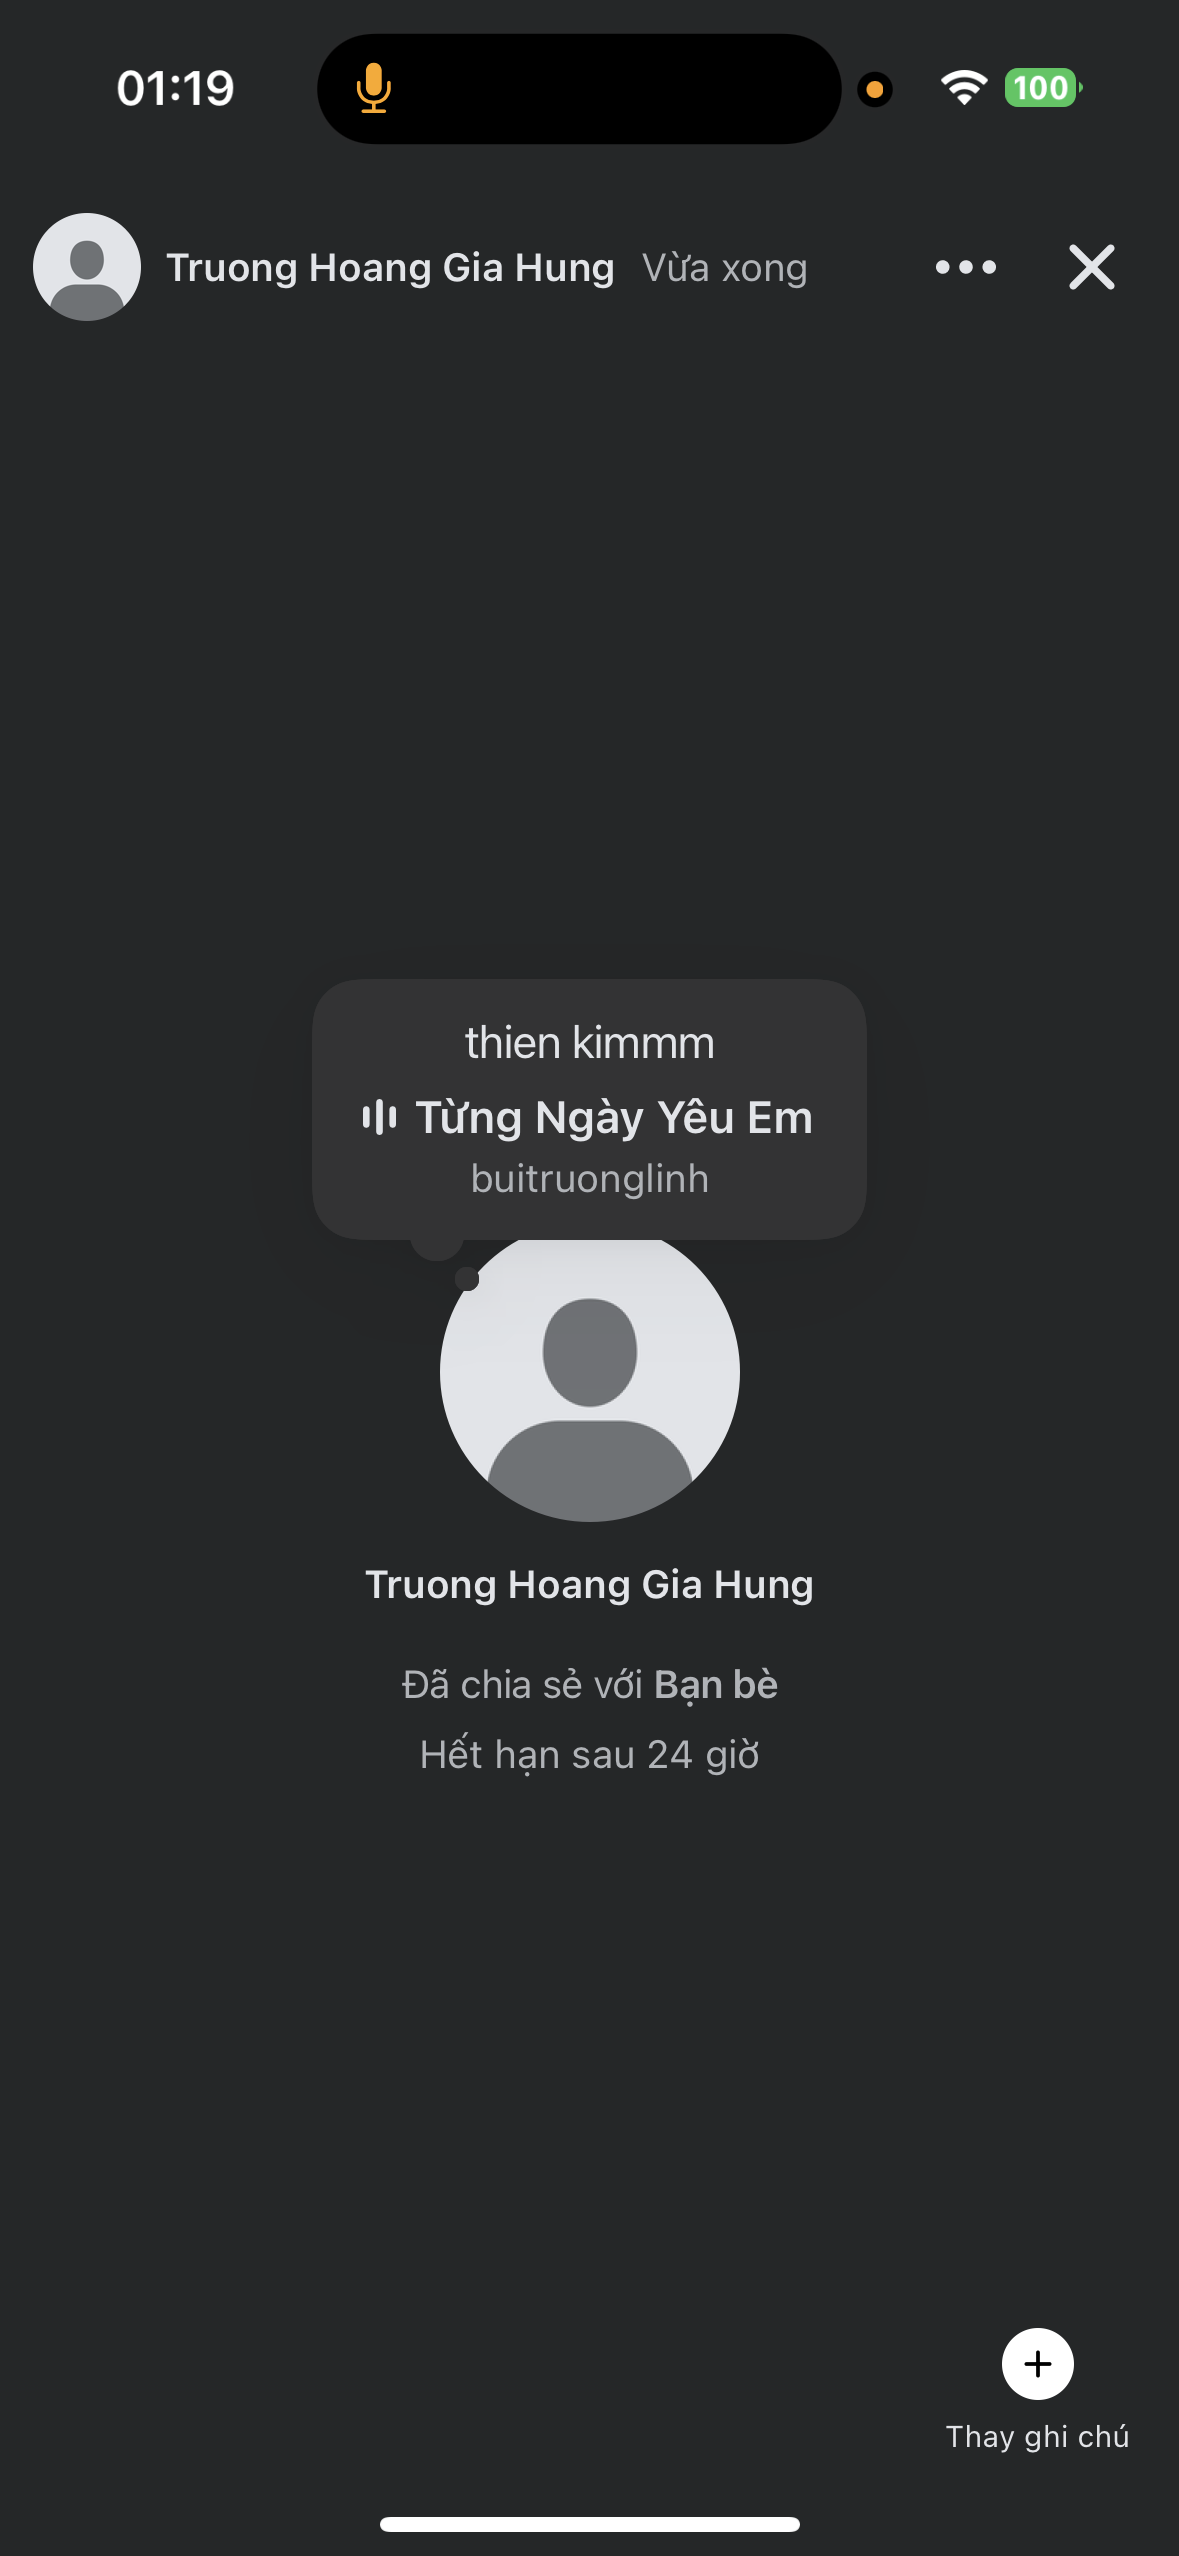 01:19
100
Truong Hoang Gia Hung Vừa xong
thien kimmm
Từng Ngày Yêu Em
buitruonglinh
Truong Hoang Gia Hung
Đã chia sẻ với Bạn bè
Hết hạn sau 24 giờ
Thay ghi chú